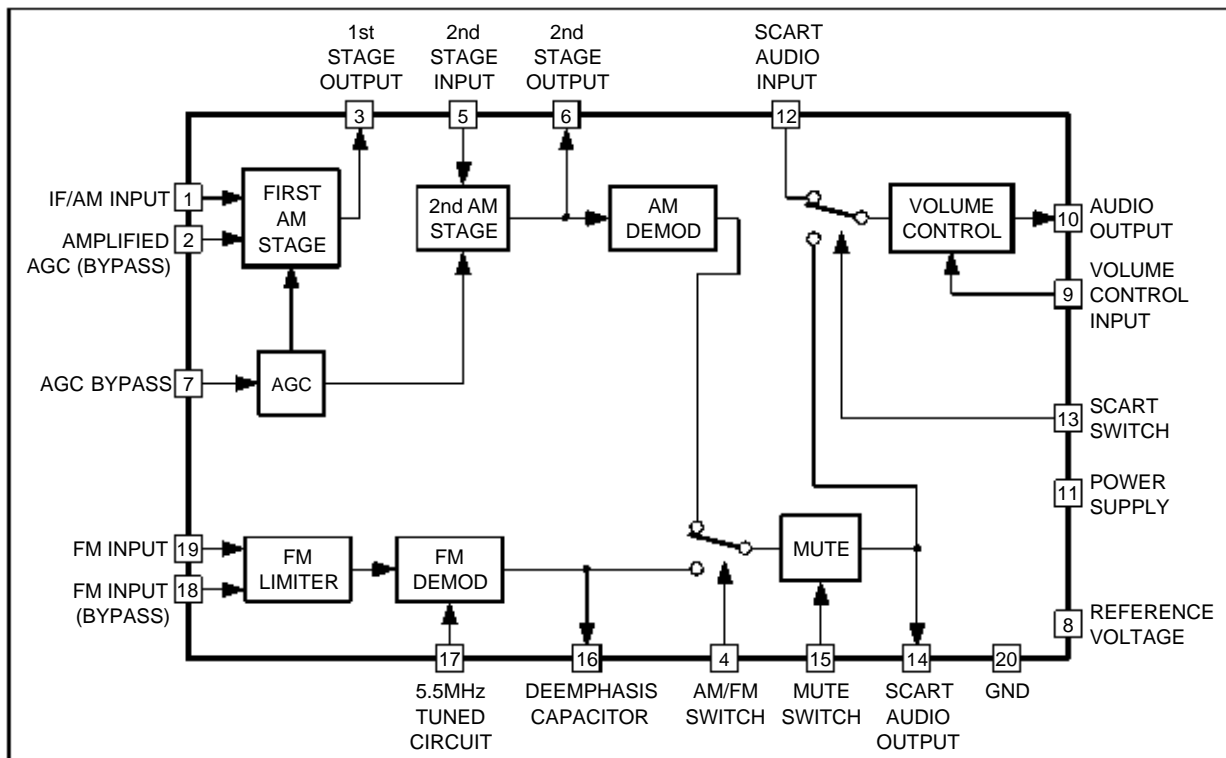 1st
STAGE
OUTPUT
2nd
STAGE
INPUT
2nd
STAGE
OUTPUT
SCART
AUDIO
INPUT
3
5
6
12
IF/AM INPUT
1
AMPLIFIED
AGC (BYPASS)
2
FIRST
AM
STAGE
2nd AM
STAGE
AM
DEMOD
VOLUME
CONTROL
10
AUDIO
OUTPUT
9
VOLUME
CONTROL
INPUT
AGC BYPASS
7
AGC
13
SCART
SWITCH
11
POWER
SUPPLY
FM INPUT
19
FM INPUT
(BYPASS)
18
FM
LIMITER
FM
DEMOD
MUTE
8
REFERENCE
VOLTAGE
17
16
4
15
14
20
5.5MHz
TUNED
CIRCUIT
DEEMPHASIS
CAPACITOR
AM/FM
SWITCH
MUTE
SWITCH
SCART
AUDIO
OUTPUT
GND